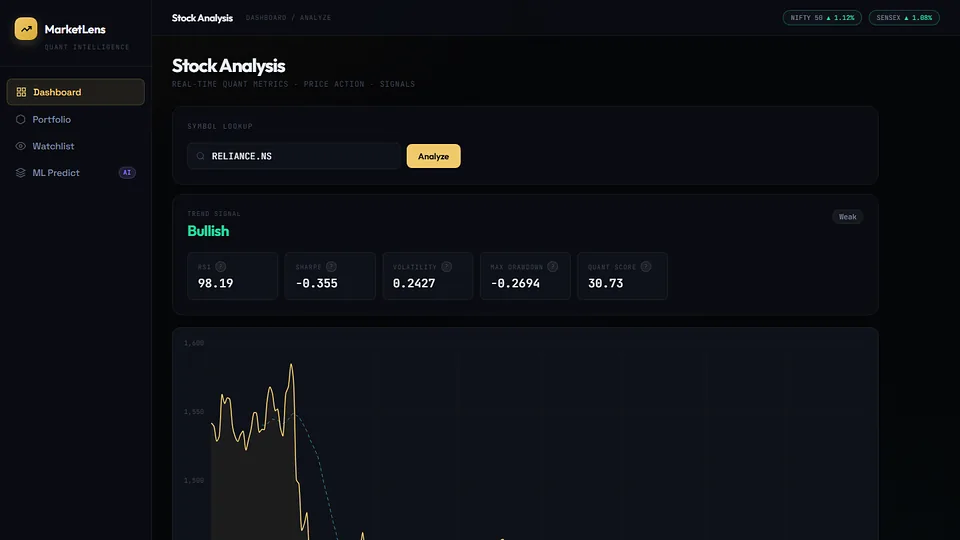 MarketLens
QUANT INTELLIGENCE
Dashboard
Portfolio
Watchlist
ML Predict AI
Stock Analysis DASHBOARD / ANALYZE
NIFTY 50 ▲ 1.12% SENSEX ▲ 1.08%
Stock Analysis
REAL-TIME QUANT METRICS · PRICE ACTION · SIGNALS
SYMBOL LOOKUP
RELIANCE.NS Analyze
TREND SIGNAL
Bullish
Weak
RSI ? SHARPE ? VOLATILITY ? MAX DRAWDOWN ? QUANT SCORE ?
98.19 -0.355 0.2427 -0.2694 30.73
1,600
1,550
1,500